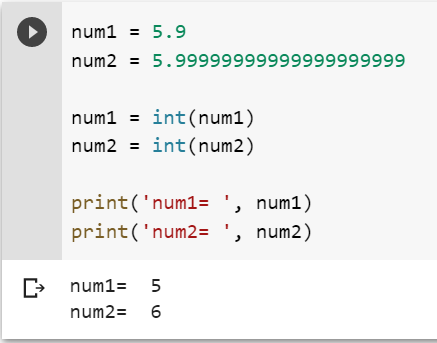 num1 = 5.9
num2 = 5.99999999999999999999
num1 = int(num1)
num2 = int(num2)
print('num1= ', num1)
print('num2= ', num2)
num1=  5
num2=  6